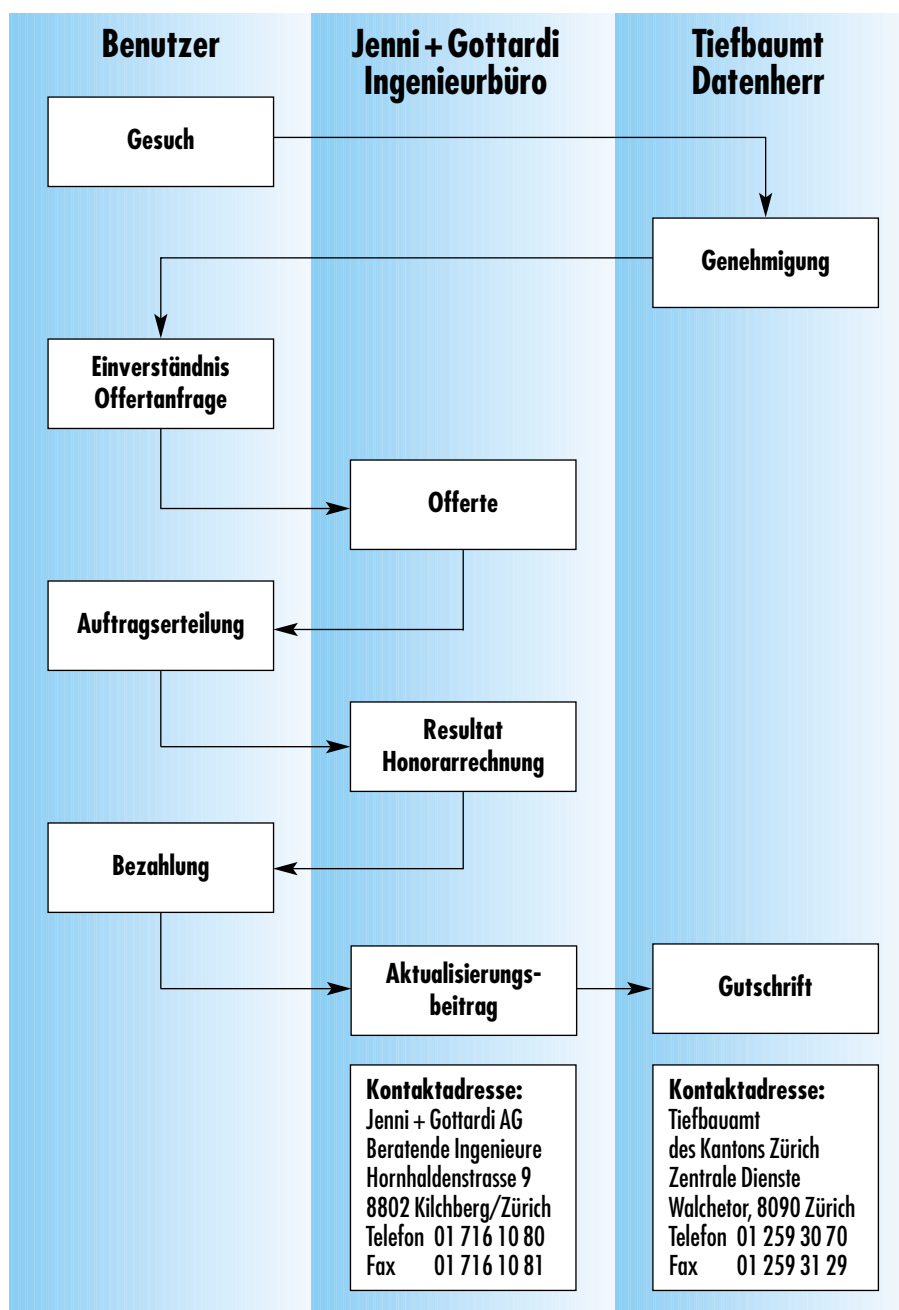 Benutzer
Jenni + Gottardi
Ingenieurbüro
Tiefbaumt
Datenherr
Gesuch
Genehmigung
Einverständnis
Offertanfrage
Offerte
Auftragserteilung
Resultat
Honorarrechnung
Bezahlung
Aktualisierungs-
beitrag
Gutschrift
Kontaktadresse:
Jenni + Gottardi AG
Beratende Ingenieure
Hornhaldenstrasse 9
8802 Kilchberg/Zürich
Telefon 01 716 10 80
Fax 01 716 10 81
Kontaktadresse:
Tiefbauamt
des Kantons Zürich
Zentrale Dienste
Walchetor, 8090 Zürich
Telefon 01 259 30 70
Fax 01 259 31 29